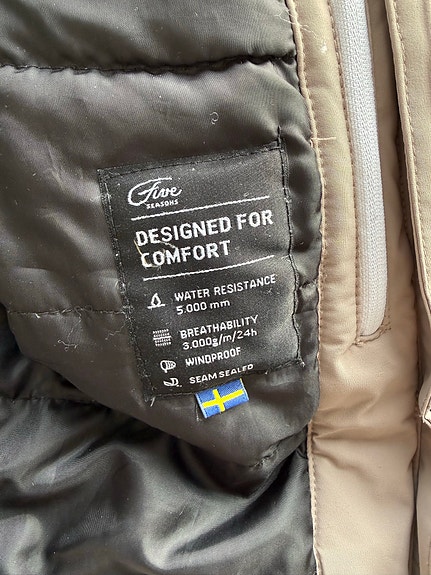 Five
SEASONS
DESIGNED FOR
COMFORT
WATER RESISTANCE
5.000 mm
BREATHABILITY
3.000g/m/24h
WINDPROOF
SEAM SEALED